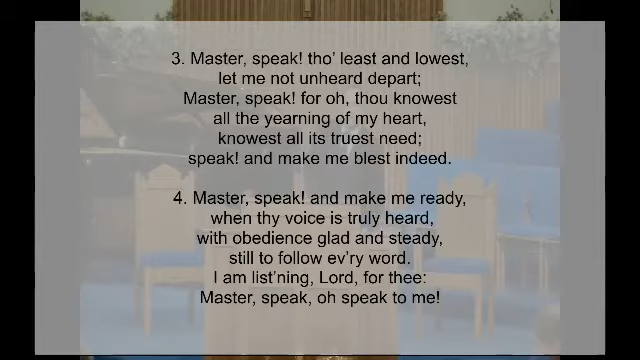 3. Master, speak! tho’ least and lowest,
let me not unheard depart;
Master, speak! for oh, thou knowest
all the yearning of my heart,
knowest all its truest need;
speak! and make me blest indeed.
4. Master, speak! and make me ready,
when thy voice is truly heard,
with obedience glad and steady,
still to follow ev’ry word.
I am list’ning, Lord, for thee:
Master, speak, oh speak to me!